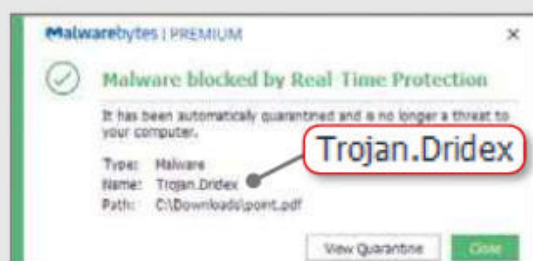 Malwarebytes | PREMIUM
Malware blocked by Real-Time Protection
It has been automatically quarantined and is no longer a threat to
your computer.
Trojan.Dridex
Type: Malware
Name: Trojan.Dridex
Path: C:\Downloads\point.pdf
View Quarantine Close